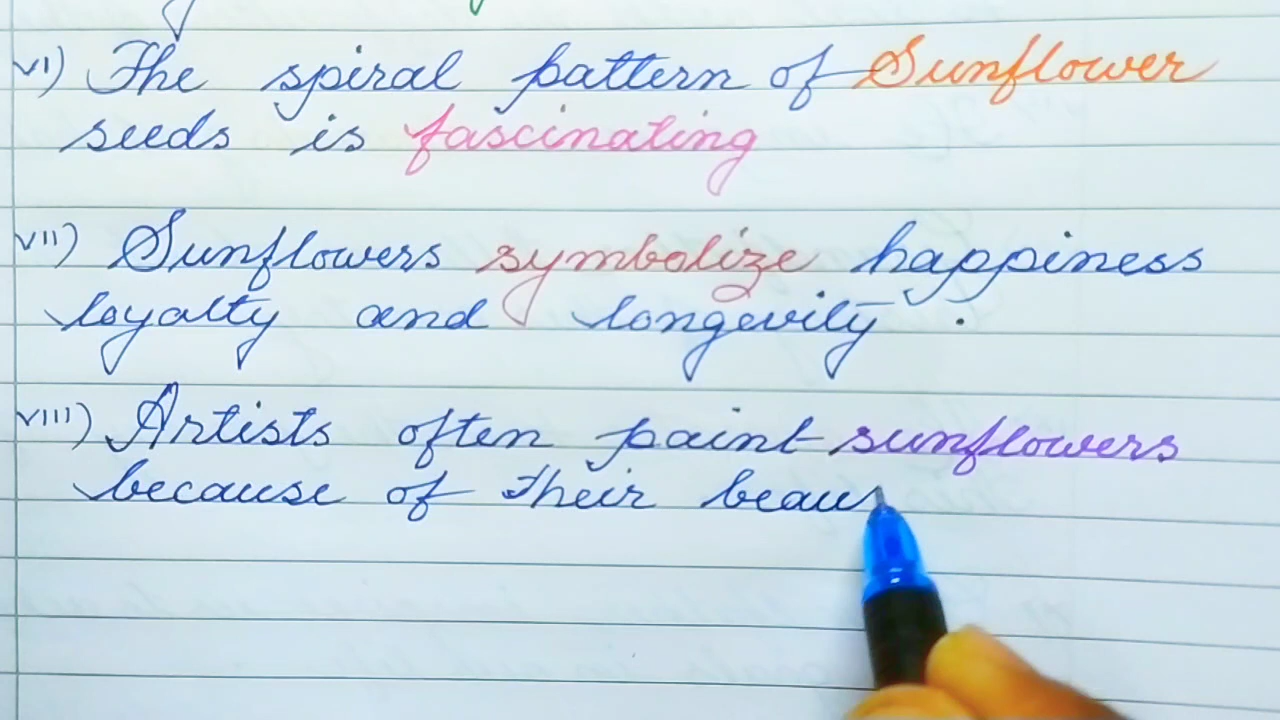 VI) The spiral pattern of Sunflower
seeds is fascinating
VII) Sunflowers symbolize happiness
loyalty and longevity .
VIII) Artists often paint sunflowers
because of their beau